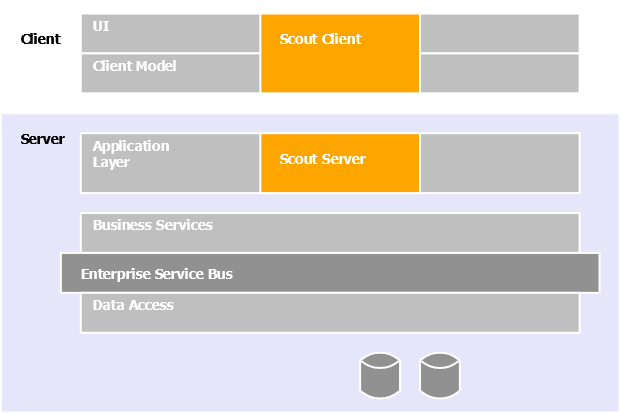 UI
Client
Scout Client
Client Model
Server
Application
Layer
Scout Server
Business Services
Enterprise Service Bus
Data Access